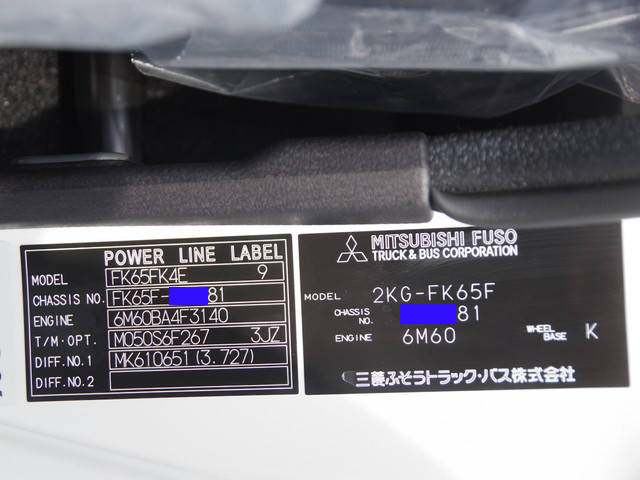 POWER LINE LABEL
MODEL FK65FK4E 9
CHASSIS NO. FK65F- 81
ENGINE 6M60BA4F3140
T/M·OPT. M050S6F267 3JZ
DIFF.NO.1 MK610651(3.727)
DIFF.NO.2
MITSUBISHI FUSO
TRUCK & BUS CORPORATION
MODEL 2KG-FK65F
CHASSIS NO. 81
ENGINE 6M60 WHEEL BASE K
三菱ふそうトラック・バス株式会社